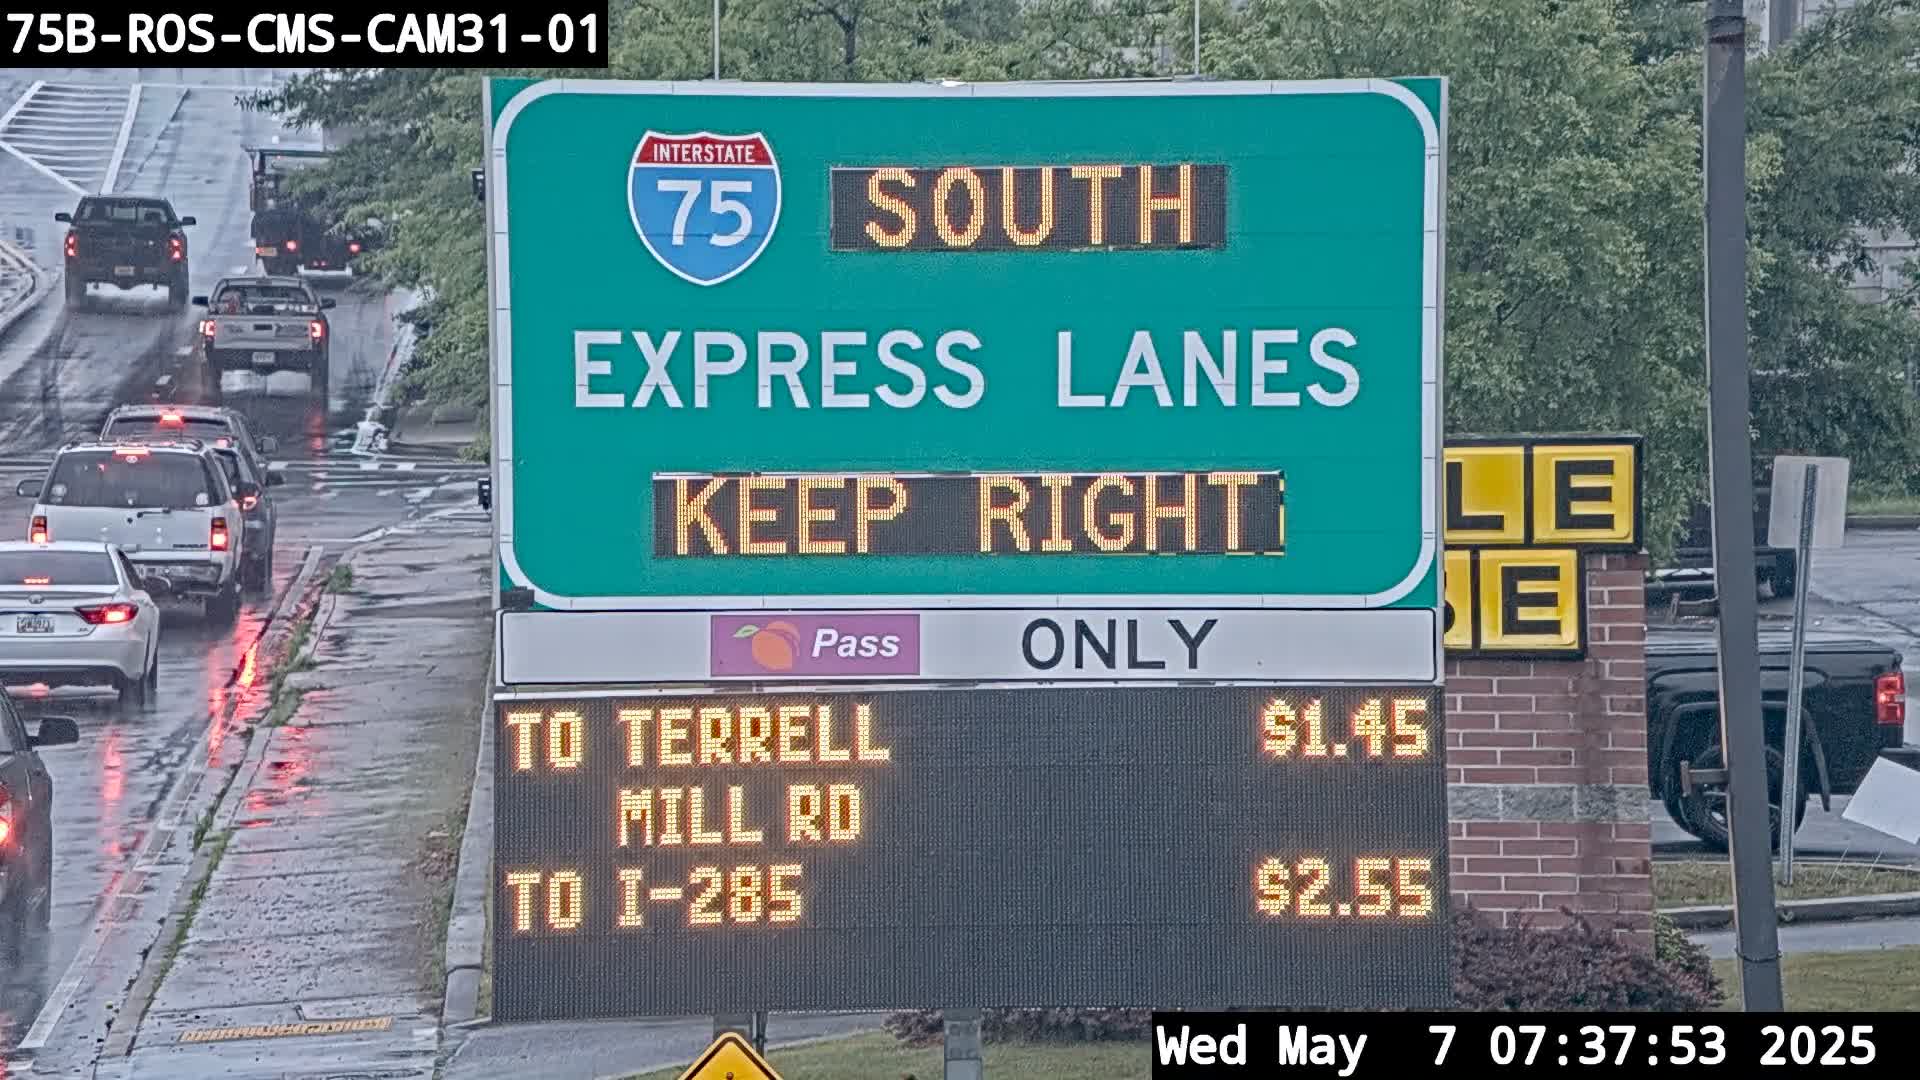 75B-ROS-CMS-CAM31-01
INTERSTATE
75
SOUTH
EXPRESS LANES
KEEP RIGHT
Pass ONLY
TO TERRELL $1.45
MILL RD
TO I-285 $2.55
LE
E
Wed May 7 07:37:53 2025